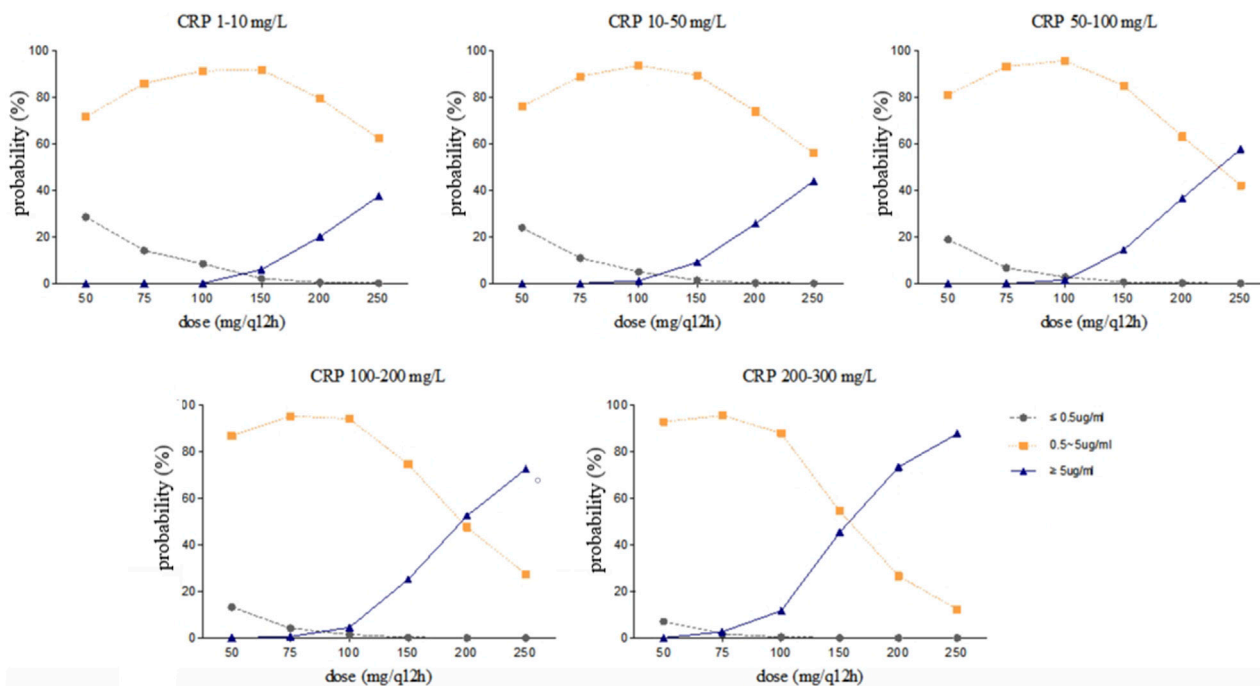 CRP 1-10 mg/L
100
80
60
40
20
0
probability (%)
50 75 100 150 200 250
dose (mg/q12h)
CRP 10-50 mg/L
100
80
60
40
20
0
probability (%)
50 75 100 150 200 250
dose (mg/q12h)
CRP 50-100 mg/L
100
80
60
40
20
0
probability (%)
50 75 100 150 200 250
dose (mg/q12h)
CRP 100-200 mg/L
00
80
60
40
20
0
probability (%)
50 75 100 150 200 250
dose (mg/q12h)
CRP 200-300 mg/L
100
80
60
40
20
0
probability (%)
50 75 100 150 200 250
dose (mg/q12h)
≤ 0.5ug/ml
0.5~5ug/ml
≥ 5ug/ml